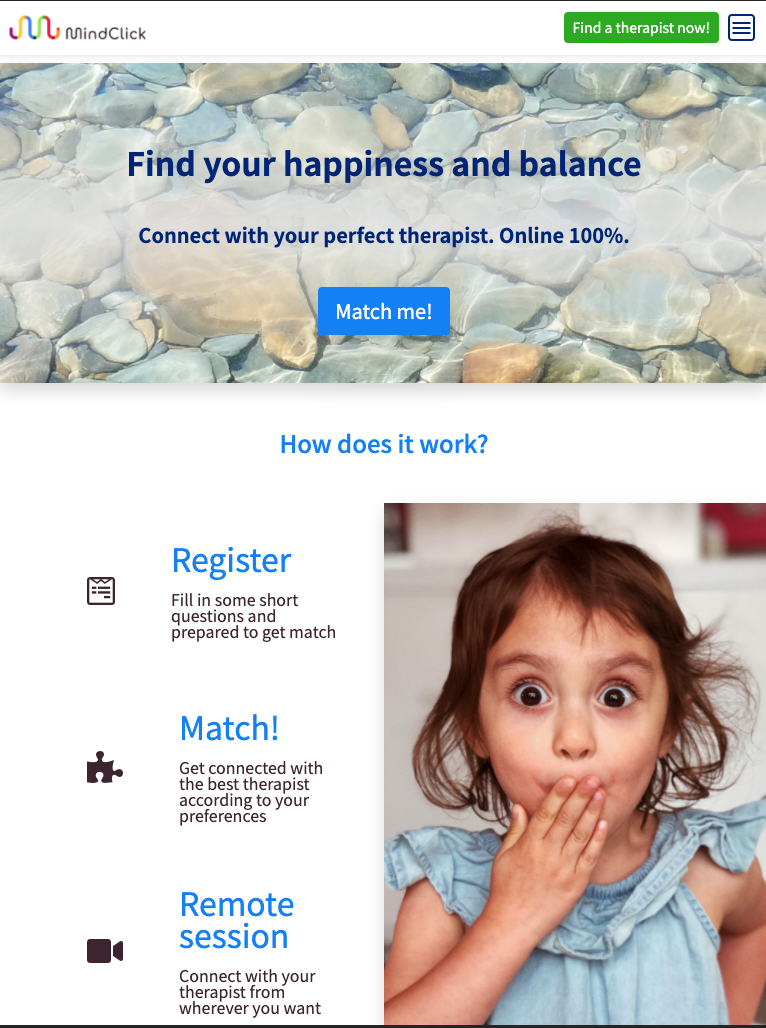 MindClick
Find a therapist now!
Find your happiness and balance
Connect with your perfect therapist. Online 100%.
Match me!
How does it work?
Register
Fill in some short
questions and
prepared to get match
Match!
Get connected with
the best therapist
according to your
preferences
Remote
session
Connect with your
therapist from
wherever you want